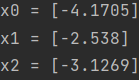 x0 = [-4.1705]
x1 = [-2.538]
x2 = [-3.1269]